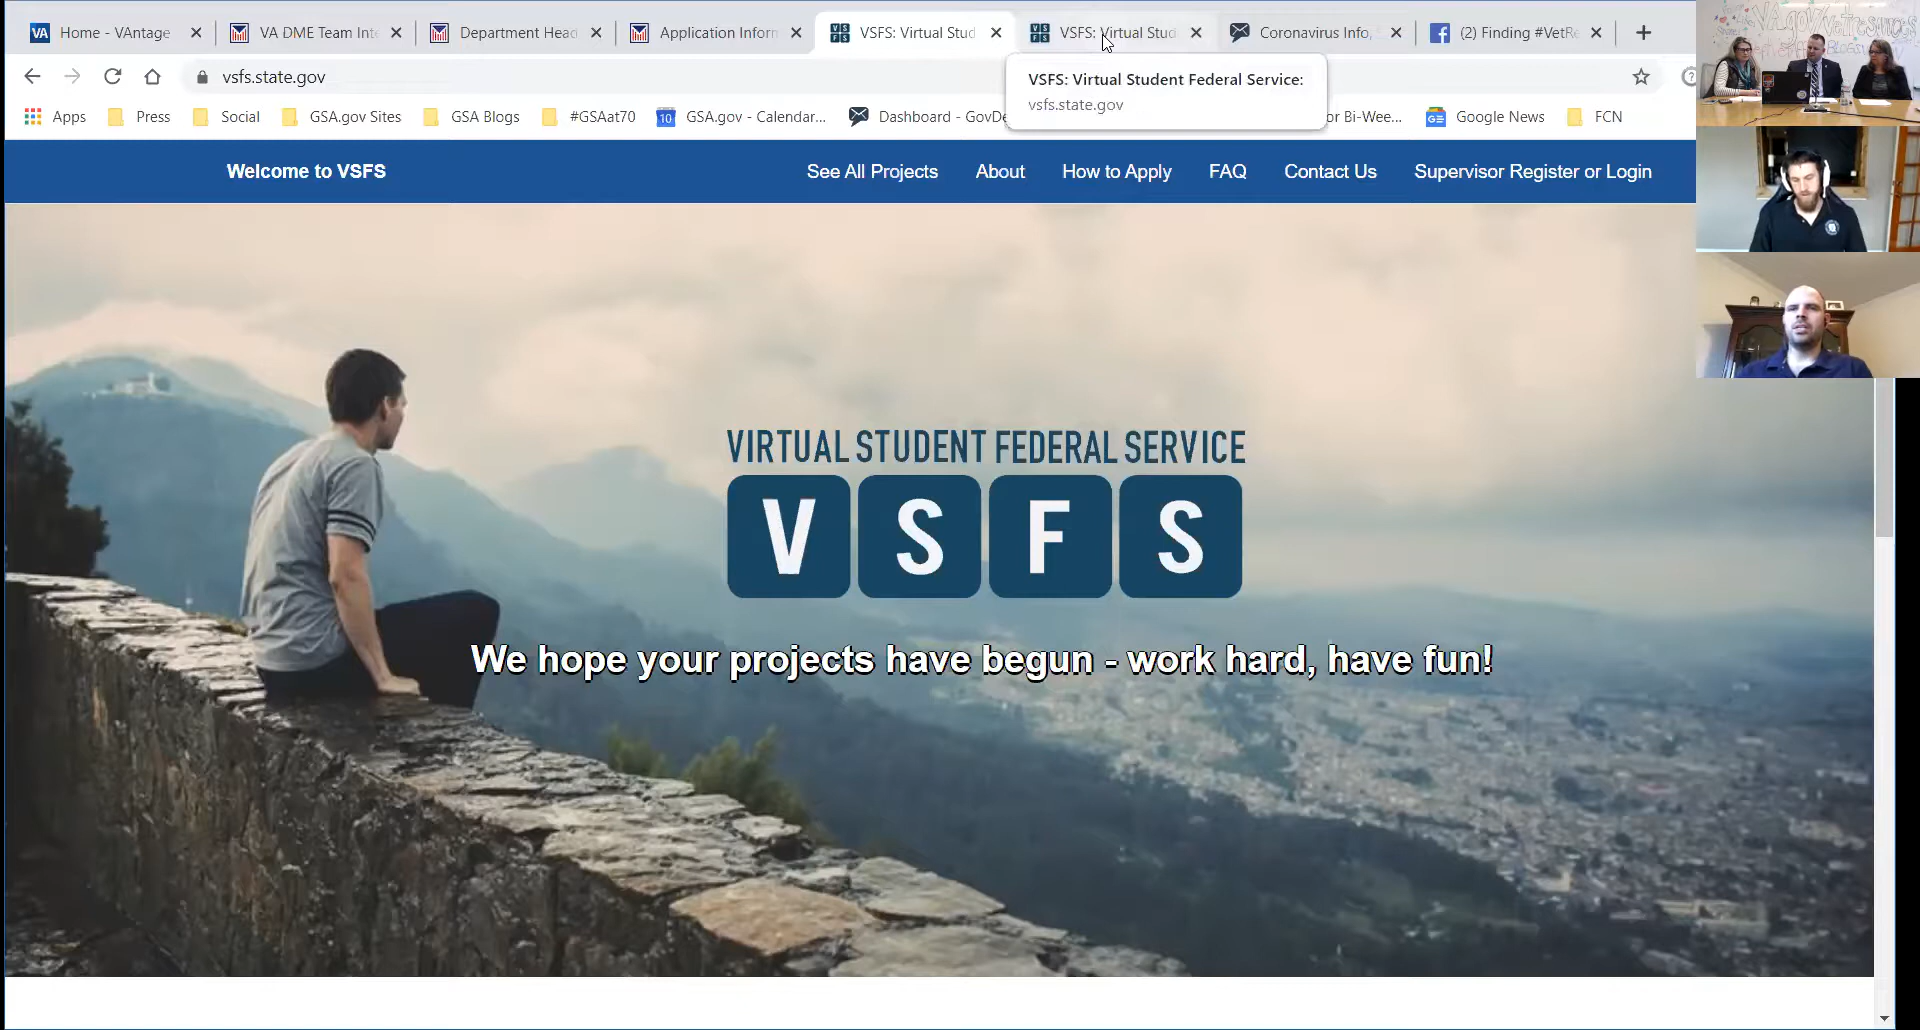 Home - VAntage
VA DME Team Inte
Department Head
Application Inform
VSFS: Virtual Stud
VSFS: Virtual Stud
Coronavirus Info,
(2) Finding #VetRe
vsfs.state.gov
VSFS: Virtual Student Federal Service:
vsfs.state.gov
Apps
Press
Social
GSA.gov Sites
GSA Blogs
#GSAat70
10
GSA.gov - Calendar...
Dashboard - GovDe
or Bi-Wee...
Google News
FCN
Welcome to VSFS
See All Projects
About
How to Apply
FAQ
Contact Us
Supervisor Register or Login
VIRTUAL STUDENT FEDERAL SERVICE
V S F S
We hope your projects have begun - work hard, have fun!